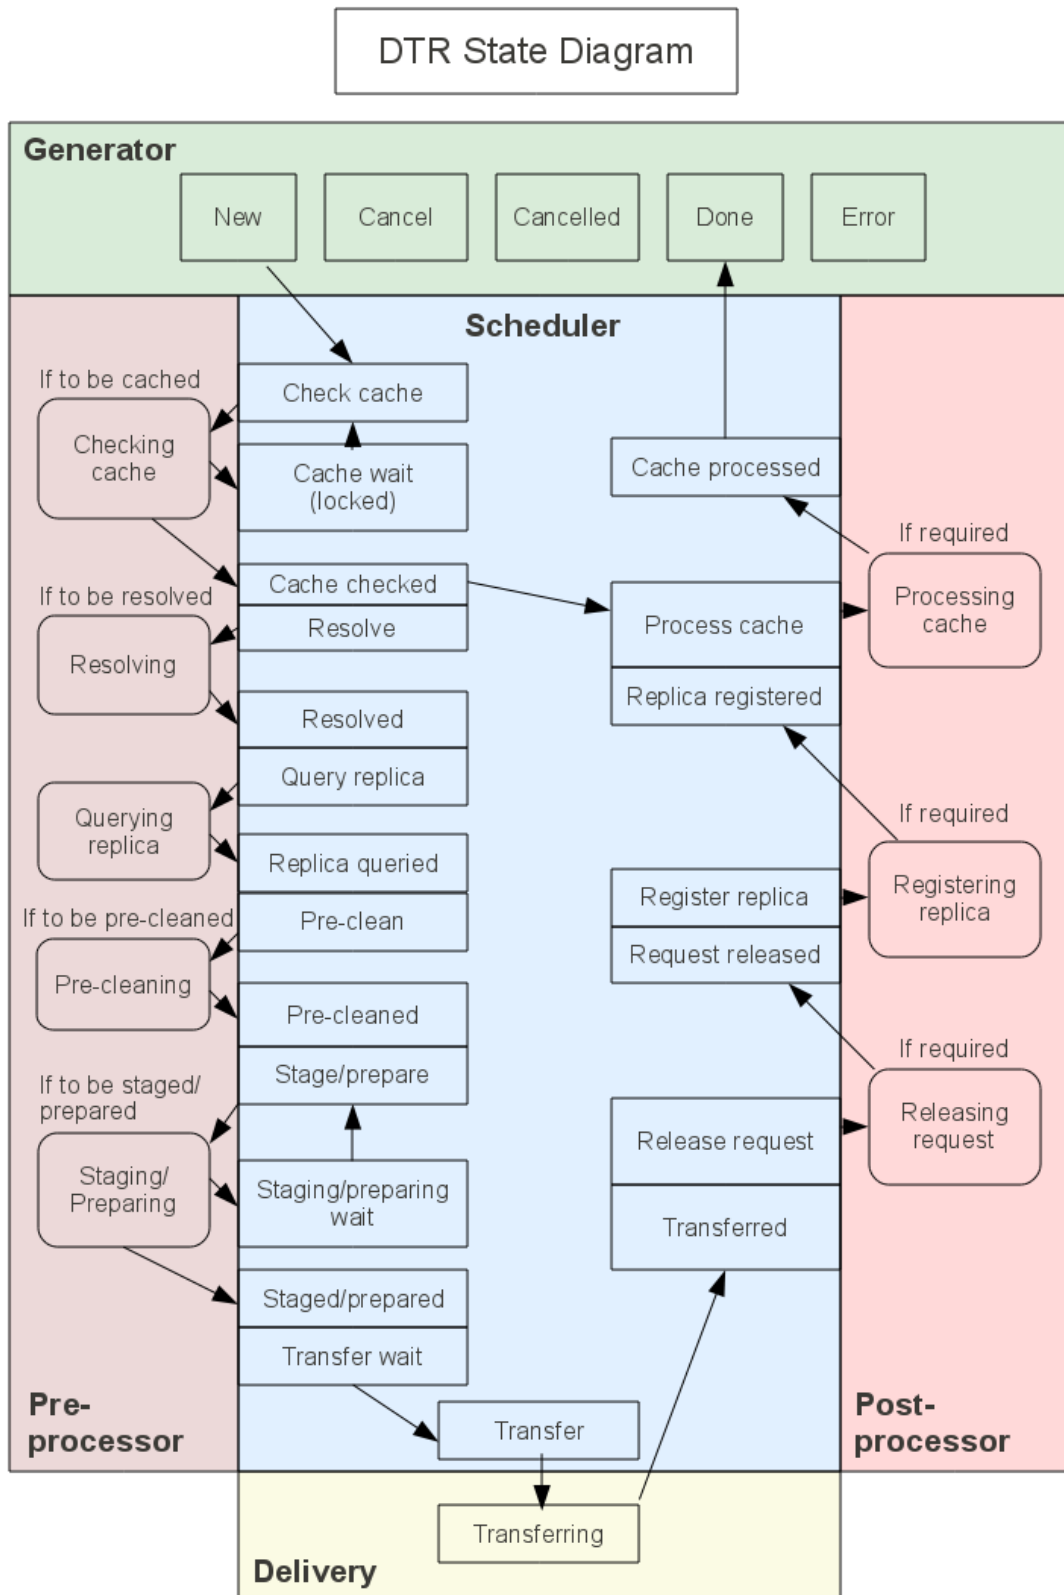 DTR State Diagram
Generator
New
Cancel
Cancelled
Done
Error
Scheduler
If to be cached
Checking
cache
Check cache
Cache wait
(locked)
Cache checked
If to be resolved
Resolve
Resolving
Resolved
Query replica
Querying
replica
Replica queried
If to be pre-cleaned
Pre-clean
Pre-cleaning
Pre-cleaned
Stage/prepare
If to be staged/
prepared
Staging/
Preparing
Staging/preparing
wait
Staged/prepared
Transfer wait
Transfer
Transferring
Cache processed
If required
Processing
cache
Process cache
Replica registered
If required
Registering
replica
Register replica
Request released
If required
Releasing
request
Release request
Transferred
Pre-
processor
Post-
processor
Delivery